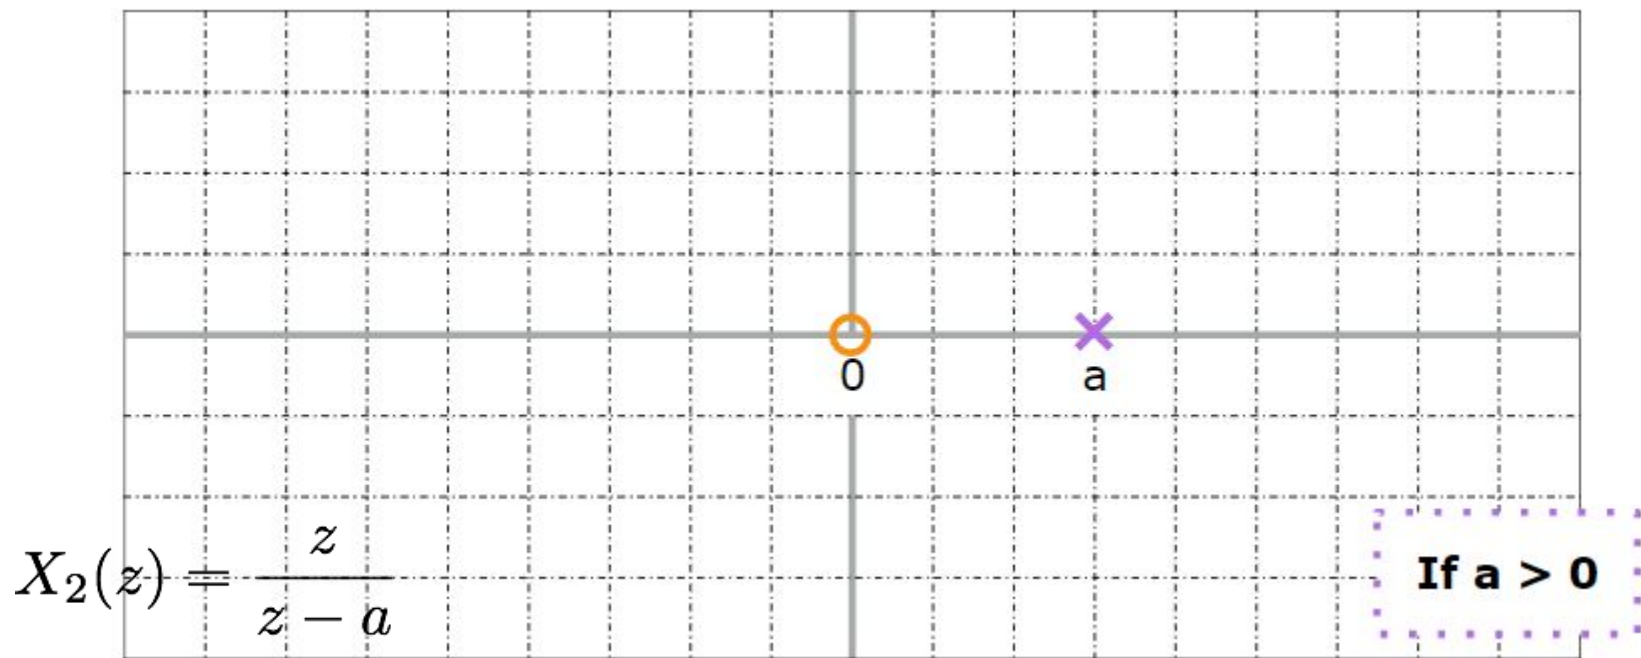 0
a
X₂(z) = z / (z − a)
If a > 0